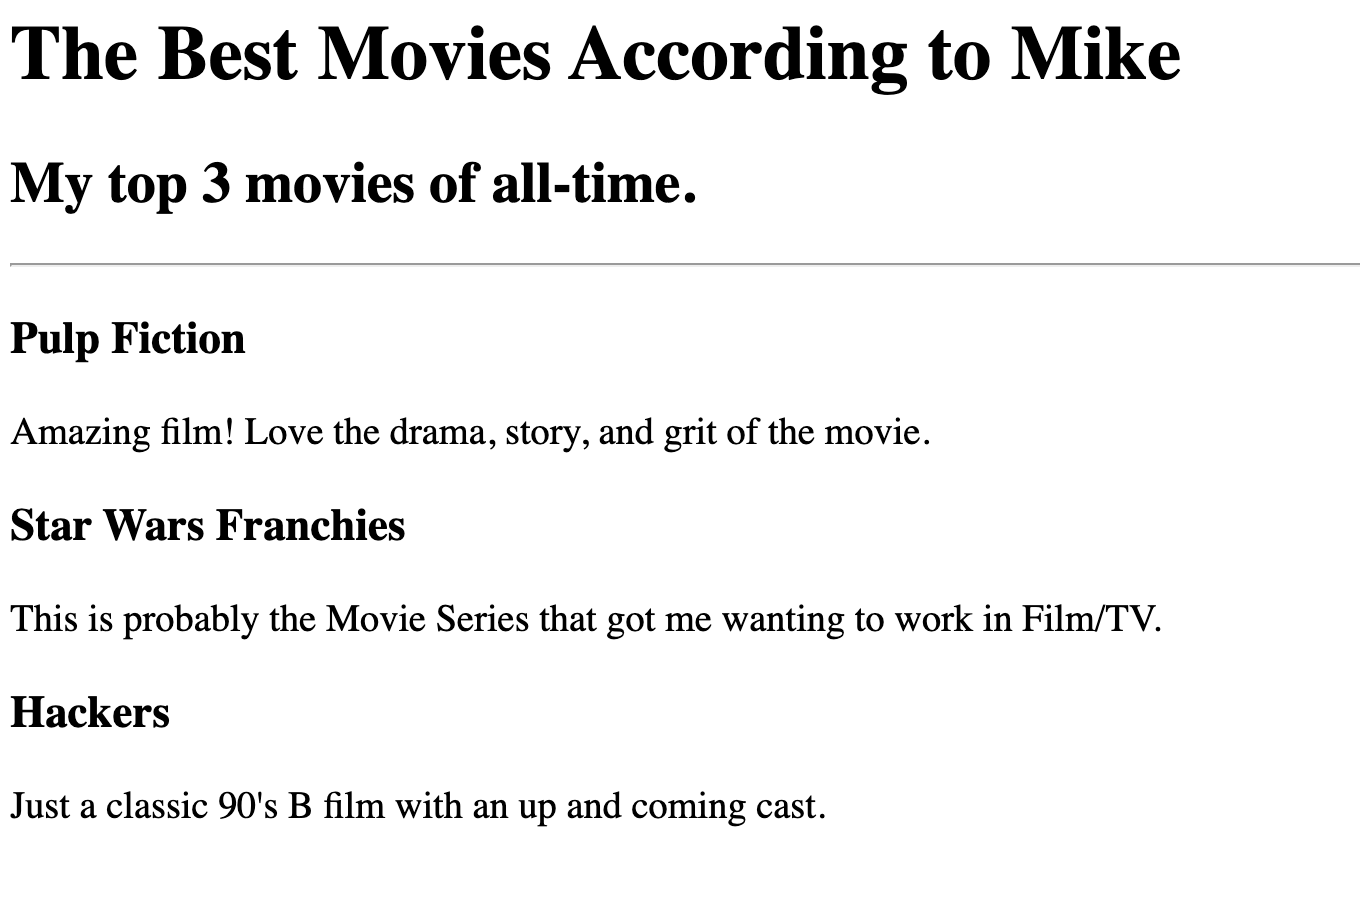 The Best Movies According to Mike
My top 3 movies of all-time.
Pulp Fiction
Amazing film! Love the drama, story, and grit of the movie.
Star Wars Franchies
This is probably the Movie Series that got me wanting to work in Film/TV.
Hackers
Just a classic 90's B film with an up and coming cast.